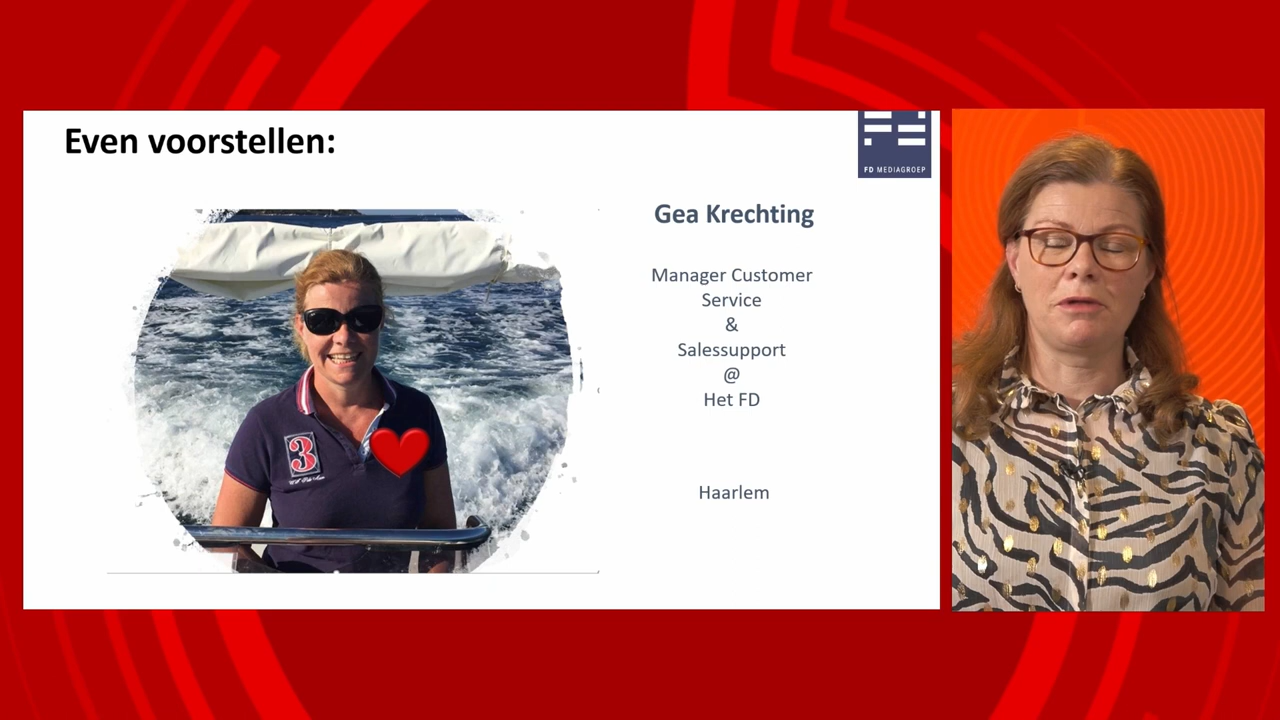 Even voorstellen:
FD MEDIAGROEP
Gea Krechting
Manager Customer
Service
&
Salessupport
@
Het FD
Haarlem
3